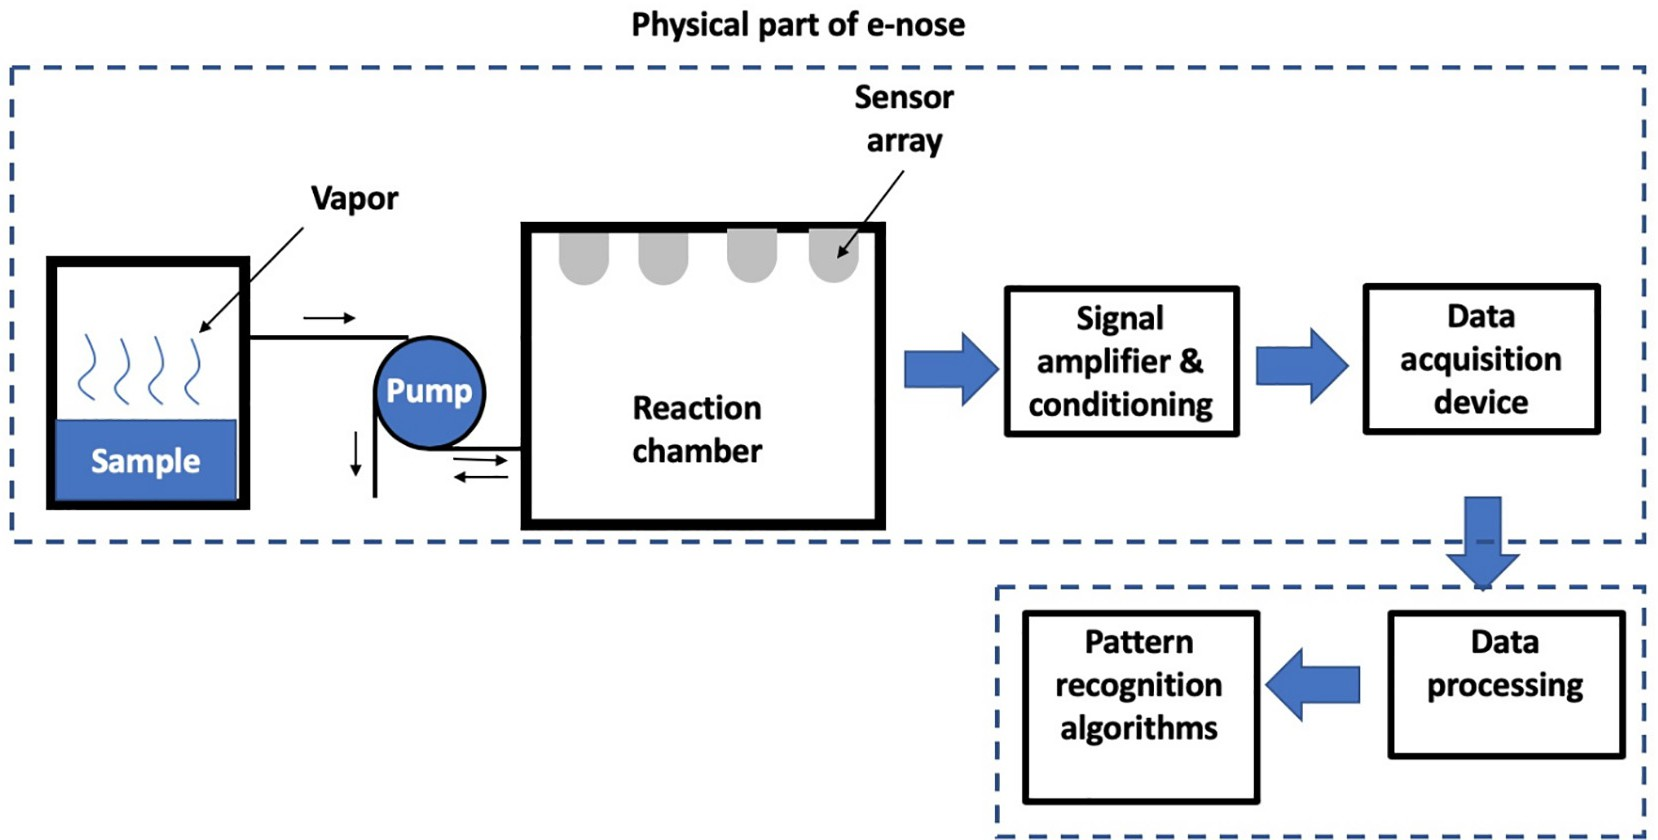 Physical part of e-nose
Sensor
array
Vapor
Sample
Pump
Reaction
chamber
Signal
amplifier &
conditioning
Data
acquisition
device
Pattern
recognition
algorithms
Data
processing